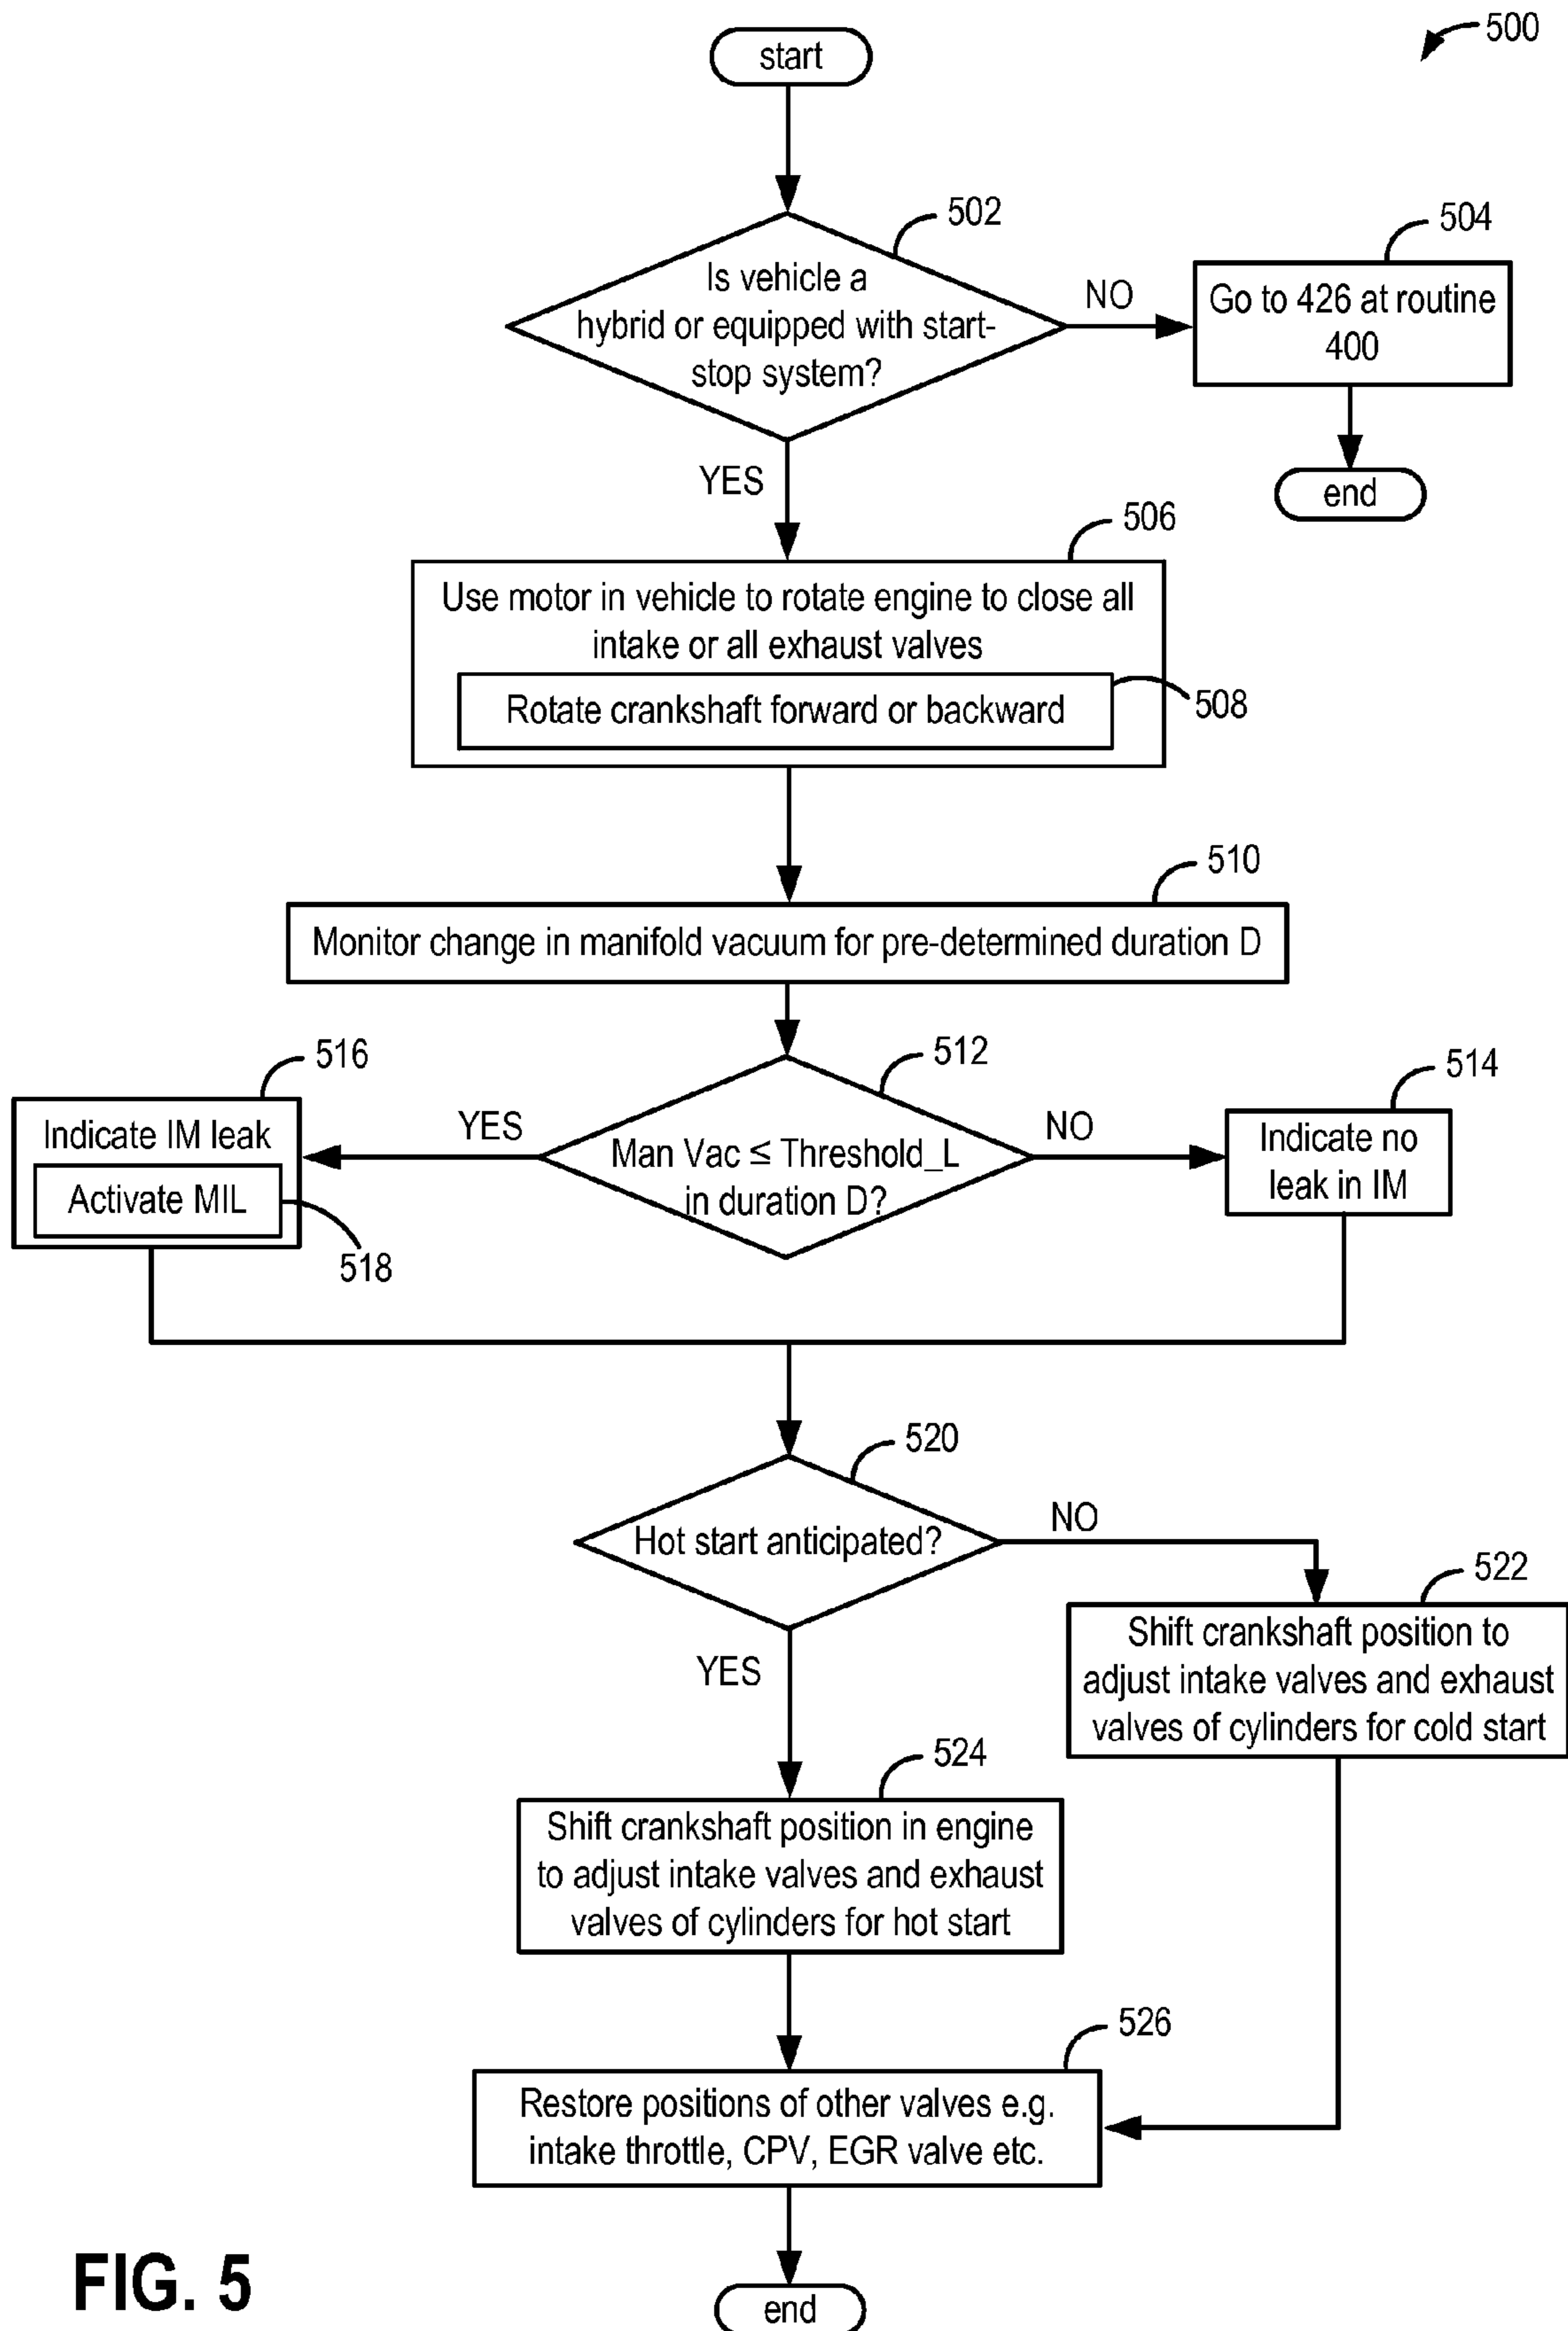 500
start
502
Is vehicle a
hybrid or equipped with start-
stop system?
NO
504
Go to 426 at routine
400
end
YES
506
Use motor in vehicle to rotate engine to close all
intake or all exhaust valves
Rotate crankshaft forward or backward
508
510
Monitor change in manifold vacuum for pre-determined duration D
512
Man Vac ≤ Threshold_L
in duration D?
YES
516
Indicate IM leak
Activate MIL
518
NO
514
Indicate no
leak in IM
520
Hot start anticipated?
NO
522
Shift crankshaft position to
adjust intake valves and exhaust
valves of cylinders for cold start
YES
524
Shift crankshaft position in engine
to adjust intake valves and exhaust
valves of cylinders for hot start
526
Restore positions of other valves e.g.
intake throttle, CPV, EGR valve etc.
end
FIG. 5